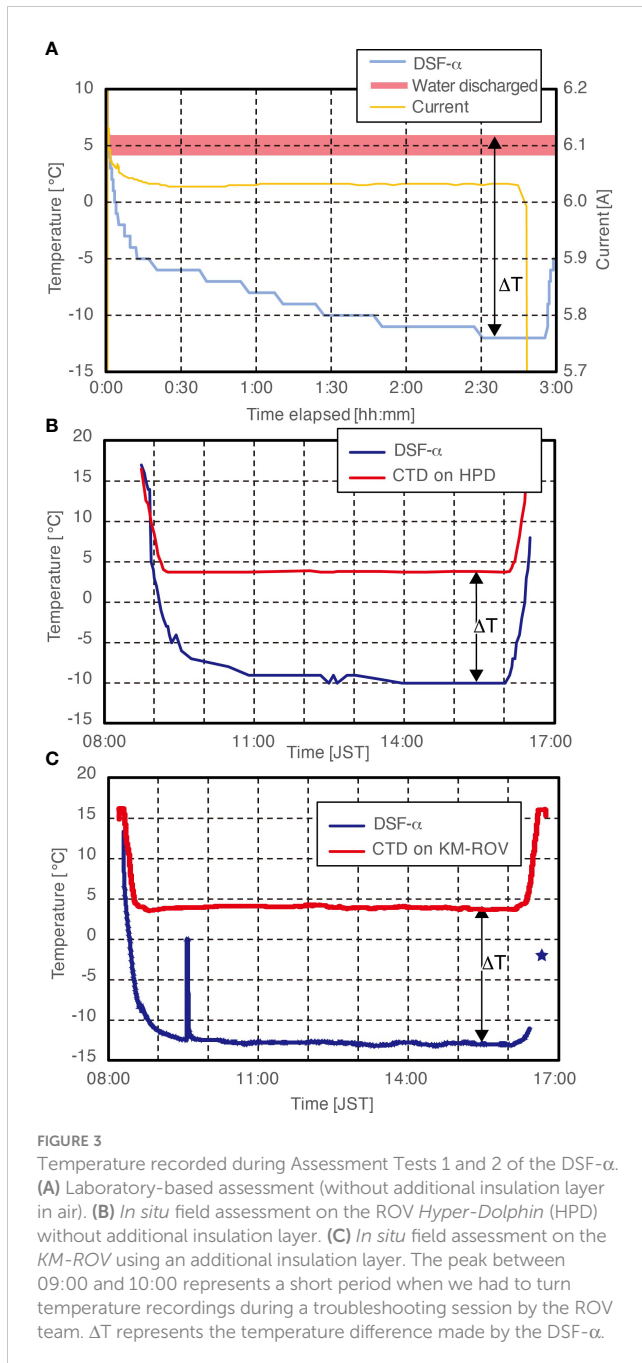 A
DSF-α
Water discharged
Current
10
5
0
-5
-10
-15
Temperature [ °C]
6.2
6.1
6.0
5.9
5.8
5.7
Current [A]
ΔT
0:00 0:30 1:00 1:30 2:00 2:30 3:00
Time elapsed [hh:mm]
B
DSF-α
CTD on HPD
20
15
10
5
0
-5
-10
-15
Temperature [ °C]
ΔT
08:00 11:00 14:00 17:00
Time [JST]
C
DSF-α
CTD on KM-ROV
20
15
10
5
0
-5
-10
-15
Temperature [ °C]
ΔT
08:00 11:00 14:00 17:00
Time [JST]
FIGURE 3
Temperature recorded during Assessment Tests 1 and 2 of the DSF-α.
(A) Laboratory-based assessment (without additional insulation layer
in air). (B) In situ field assessment on the ROV Hyper-Dolphin (HPD)
without additional insulation layer. (C) In situ field assessment on the
KM-ROV using an additional insulation layer. The peak between
09:00 and 10:00 represents a short period when we had to turn
temperature recordings during a troubleshooting session by the ROV
team. ΔT represents the temperature difference made by the DSF-α.